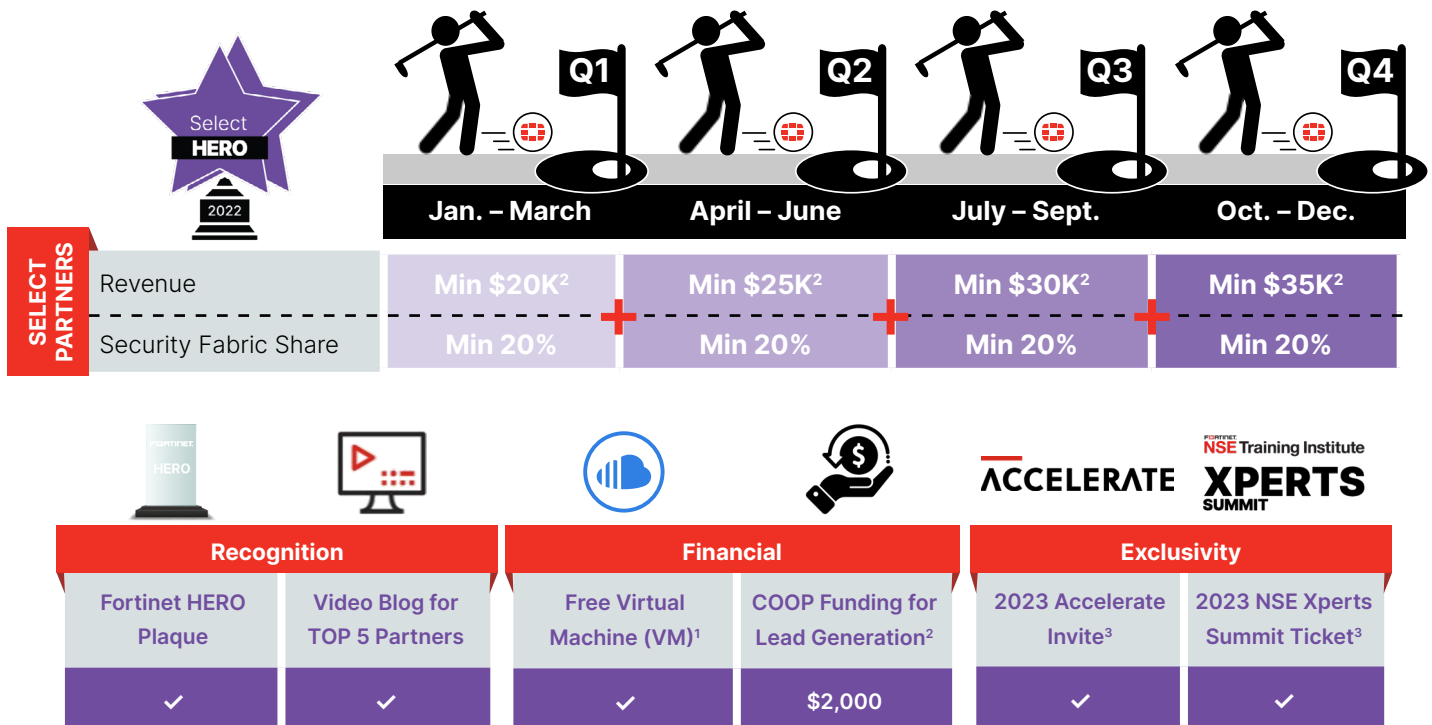 Select
HERO
2022
Q1
Q2
Q3
Q4
Jan. – March
April – June
July – Sept.
Oct. – Dec.
SELECT
PARTNERS
Revenue
Min $20K²
Min $25K²
Min $30K²
Min $35K²
Security Fabric Share
Min 20%
Min 20%
Min 20%
Min 20%
FORTINET
HERO
$
ACCELERATE
FORTINET
NSE Training Institute
XPERTS
SUMMIT
Recognition
Financial
Exclusivity
Fortinet HERO
Plaque
Video Blog for
TOP 5 Partners
Free Virtual
Machine (VM)¹
COOP Funding for
Lead Generation²
2023 Accelerate
Invite³
2023 NSE Xperts
Summit Ticket³
✓
✓
✓
$2,000
✓
✓